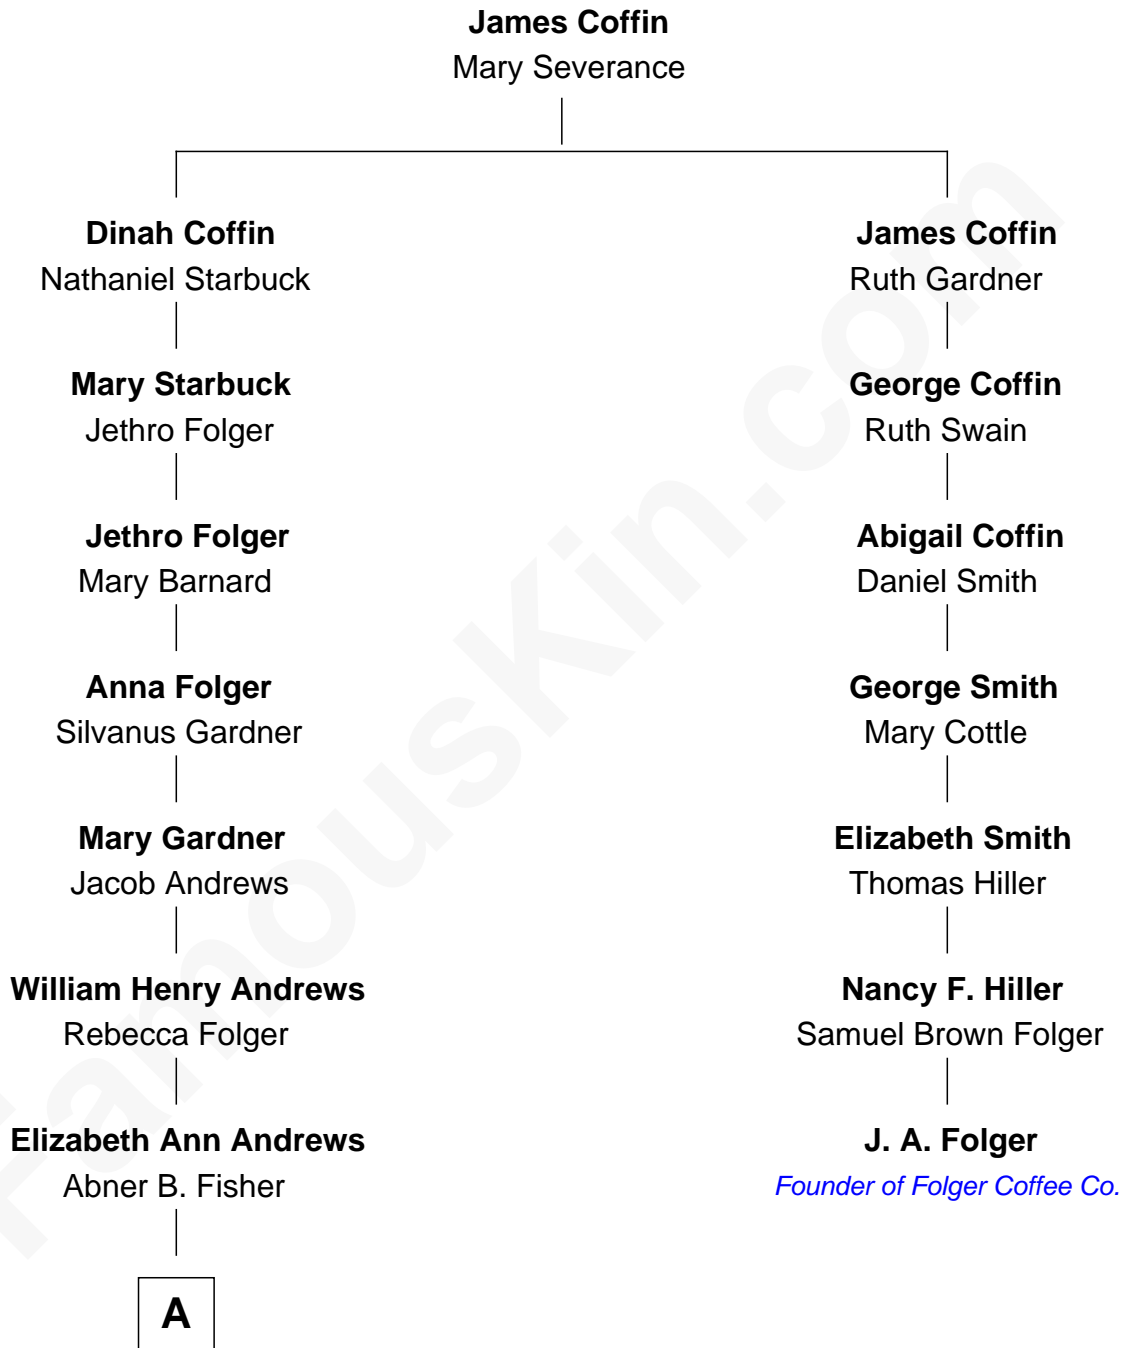 James Coffin
Mary Severance
Dinah Coffin
Nathaniel Starbuck
Mary Starbuck
Jethro Folger
Jethro Folger
Mary Barnard
Anna Folger
Silvanus Gardner
Mary Gardner
Jacob Andrews
William Henry Andrews
Rebecca Folger
Elizabeth Ann Andrews
Abner B. Fisher
A
James Coffin
Ruth Gardner
George Coffin
Ruth Swain
Abigail Coffin
Daniel Smith
George Smith
Mary Cottle
Elizabeth Smith
Thomas Hiller
Nancy F. Hiller
Samuel Brown Folger
J. A. Folger
Founder of Folger Coffee Co.
FamousKin.com